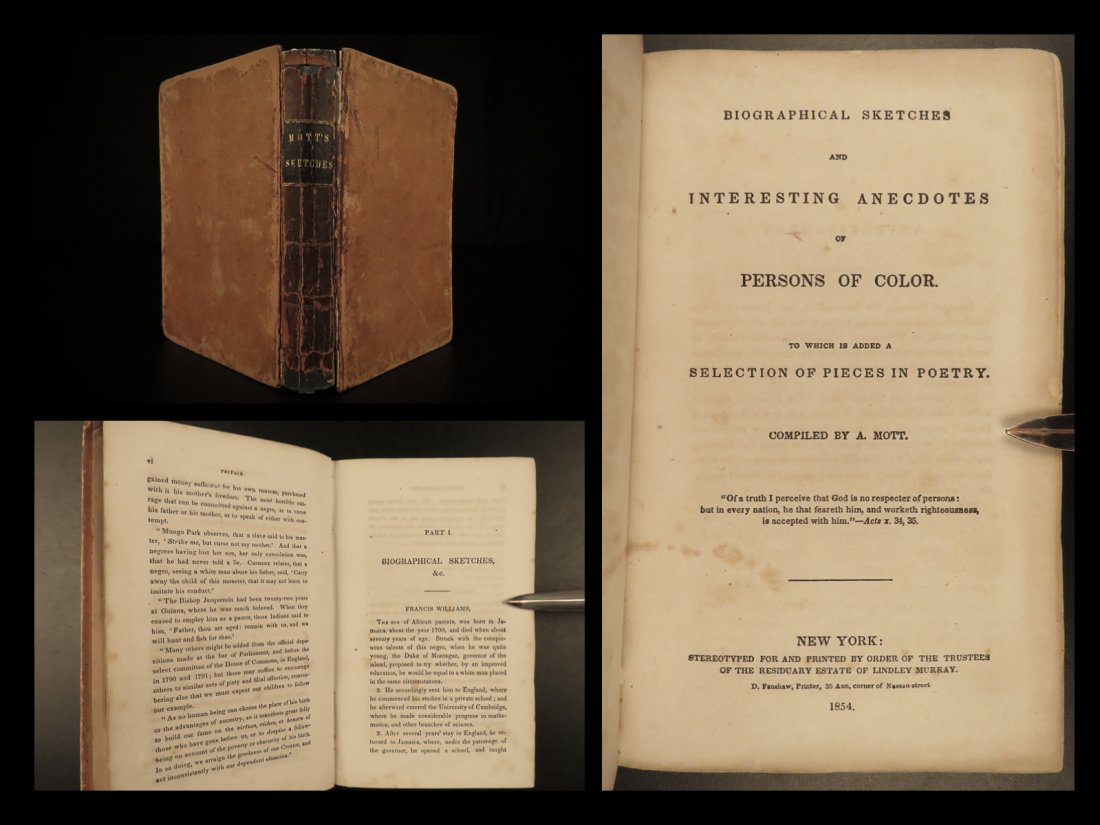 MOTT'S
SKETCHES
BIOGRAPHICAL SKETCHES
AND
INTERESTING ANECDOTES
OF
PERSONS OF COLOR.
TO WHICH IS ADDED A
SELECTION OF PIECES IN POETRY.
COMPILED BY A. MOTT.
"Of a truth I perceive that God is no respecter of persons:
but in every nation, he that feareth him, and worketh righteousness,
is accepted with him."—Acts x. 34, 35.
NEW YORK:
STEREOTYPED FOR AND PRINTED BY ORDER OF THE TRUSTEES
OF THE RESIDUARY ESTATE OF LINDLEY MURRAY.
D. Fanshaw, Printer, 35 Ann, corner of Nassau-street
1854.
vi
PREFACE
gained money sufficient for his own ransom, purchased
with it his mother's freedom. The most horrible out-
rage that can be committed against a negro, is to curse
his father or his mother, or to speak of either with con-
tempt.
"Mungo Park observes, that a slave said to his mas-
ter, 'Strike me, but curse not my mother.' And that a
negress having lost her son, her only consolation was,
that he had never told a lie. Casaux relates, that a
negro, seeing a white man abuse his father, said, 'Carry
away the child of this monster, that it may not learn to
imitate his conduct.'
"The Bishop Jacquemin had been twenty-two years
at Guiana, where he was much beloved. When they
ceased to employ him as a pastor, those Indians said to
him, 'Father, thou art aged: remain with us, and we
will hunt and fish for thee.'
"Many others might be added from the official depo-
sitions made at the bar of Parliament, and before the
select committee of the House of Commons, in England,
in 1790 and 1791; but these may suffice to encourage
others to similar acts of piety and filial affection, remem-
bering also that we must expect our children to follow
our example.
"As no human being can choose the place of his birth
or the advantages of ancestry, so it manifests great folly
to build our fame on the virtues, riches, or honors of
those who have gone before us, or to despise a fellow-
being on account of the poverty or obscurity of his birth.
In so doing, we arraign the goodness of our Creator, and
act inconsistently with our dependent situation."
PART I.
BIOGRAPHICAL SKETCHES,
&c.
FRANCIS WILLIAMS,
THE son of African parents, was born in Ja-
maica about the year 1700, and died when about
seventy years of age. Struck with the conspic-
uous talents of this negro, when he was quite
young, the Duke of Montague, governor of the
island, proposed to try whether, by an improved
education, he would be equal to a white man placed
in the same circumstances.
2. He accordingly sent him to England, where
he commenced his studies in a private school; and
he afterward entered the University of Cambridge,
where he made considerable progress in mathe-
matics, and other branches of science.
3. After several years' stay in England, he re-
turned to Jamaica, where, under the patronage of
the governor, he opened a school, and taught